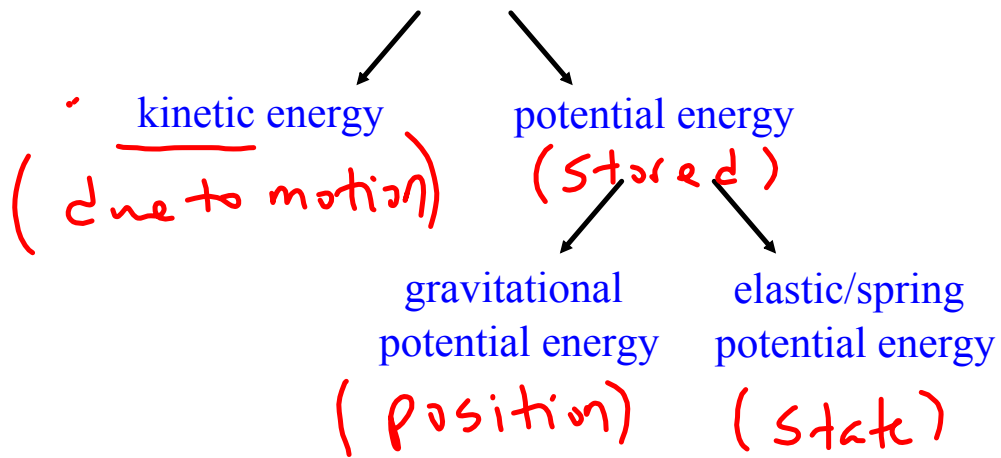 kinetic energy
potential energy
(due to motion)
(stored)
gravitational
potential energy
elastic/spring
potential energy
(position)
(state)